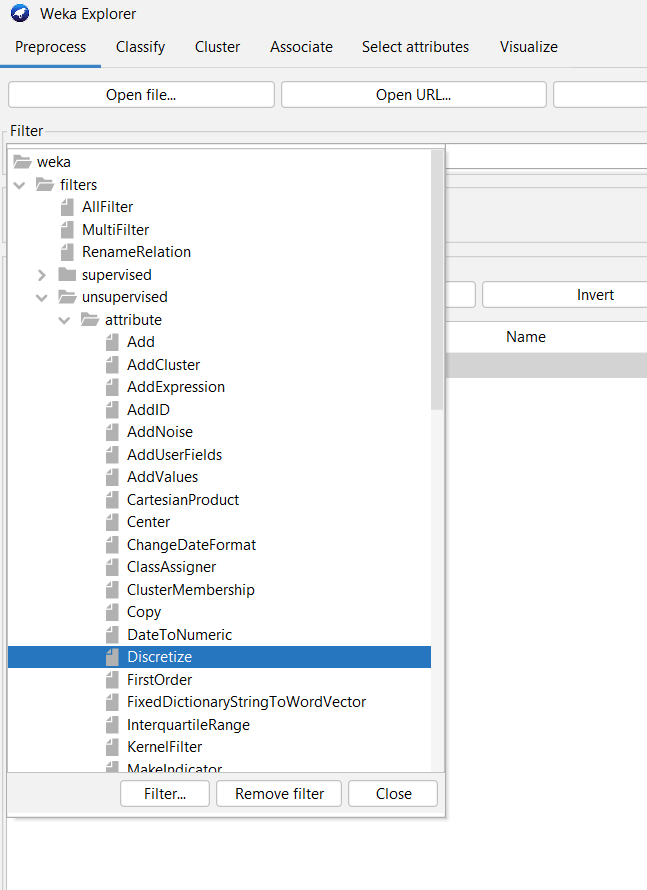 Weka Explorer
Preprocess Classify Cluster Associate Select attributes Visualize
Open file... Open URL...
Filter
weka
filters
AllFilter
MultiFilter
RenameRelation
supervised
unsupervised
Invert
attribute
Name
Add
AddCluster
AddExpression
AddID
AddNoise
AddUserFields
AddValues
CartesianProduct
Center
ChangeDateFormat
ClassAssigner
ClusterMembership
Copy
DateToNumeric
Discretize
FirstOrder
FixedDictionaryStringToWordVector
InterquartileRange
KernelFilter
MakeIndicator
Filter... Remove filter Close